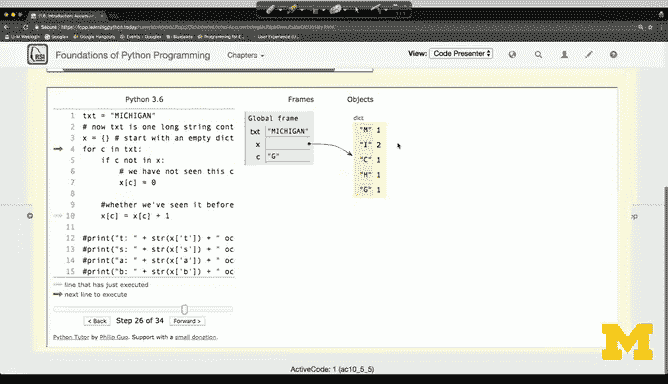 Foundations of Python Programming
Chapters
View:
Code Presenter
Python 3.6
Frames
Objects
1 txt = "MICHIGAN"
2 # now txt is one long string cont
3 x = {} # start with an empty dict
4 for c in txt:
5 if c not in x:
6 # we have not seen this c
7 x[c] = 0
8
9 #whether we've seen it before
10 x[c] = x[c] + 1
11
12 #print("t: " + str(x['t']) + " oc
13 #print("s: " + str(x['s']) + " oc
14 #print("a: " + str(x['a']) + " oc
15 #print("b: " + str(x['b']) + " oc
Global frame
txt "MICHIGAN"
x
c "G"
dict
"M" 1
"I" 2
"C" 1
"H" 1
"G" 1
line that has just executed
next line to execute
< Back
Step 26 of 34
Forward >
Python Tutor by Philip Guo. Support with a small donation.
ActiveCode: 1 (ac10_5_5)
M